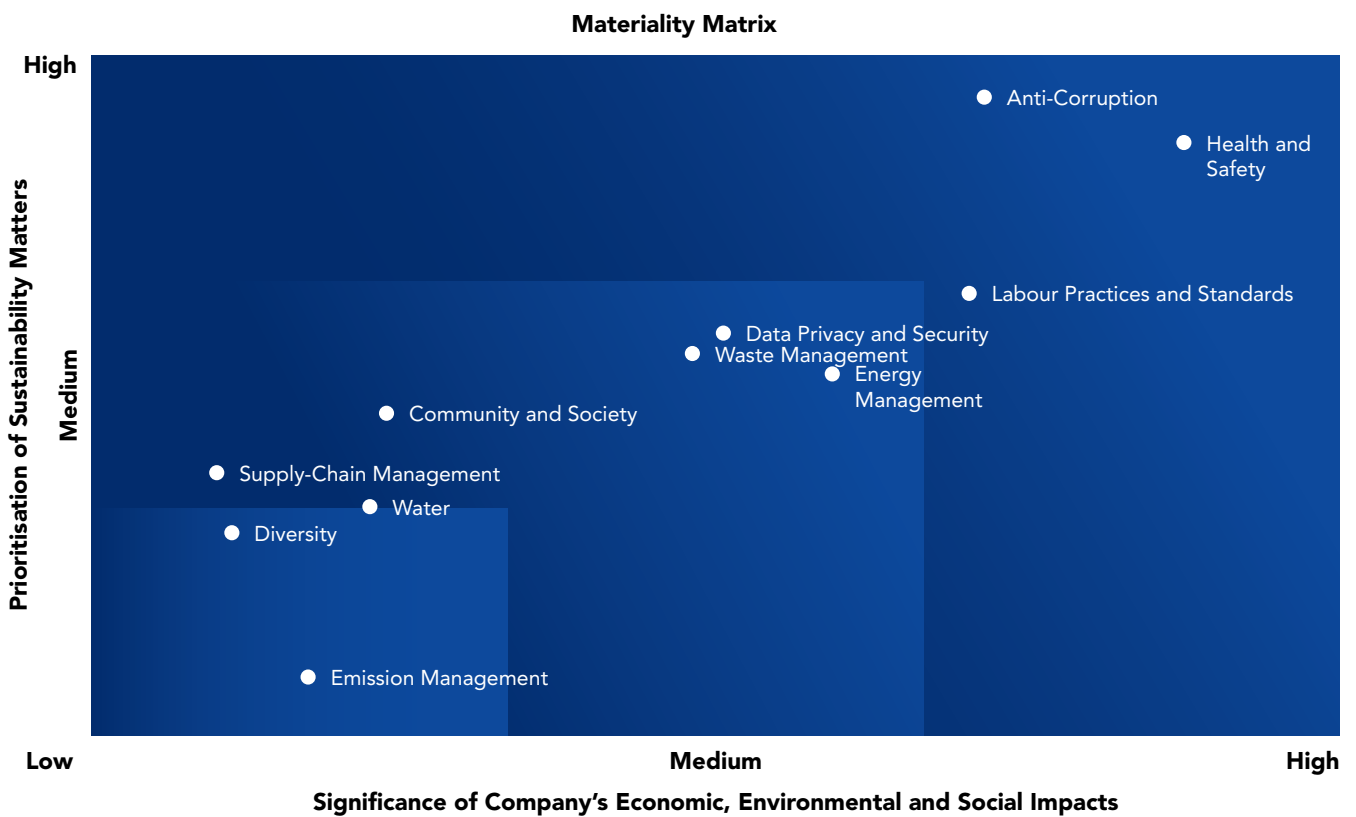 Materiality Matrix
High
Anti-Corruption
Health and
Safety
Labour Practices and Standards
Data Privacy and Security
Waste Management
Energy
Management
Community and Society
Supply-Chain Management
Water
Diversity
Emission Management
Prioritisation of Sustainability Matters
Medium
Low
Medium
High
Significance of Company’s Economic, Environmental and Social Impacts